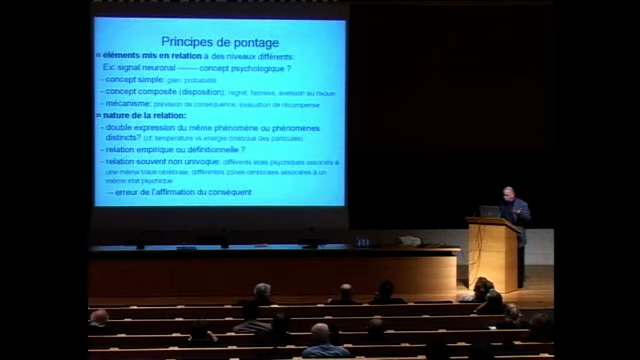 Principes de pontage
éléments mis en relation à des niveaux différents:
Ex: signal neuronal ------- concept psychologique ?
- concept simple: gain, probabilité
- concept composite (disposition): regret, fairness, aversion au risque
- mécanisme: prévision de conséquence, évaluation de récompense
nature de la relation:
- double expression du même phénomène ou phénomènes
distincts? (cf. température vs énergie cinétique des particules)
- relation empirique ou définitionnelle ?
- relation souvent non univoque: différents états psychiques associés à
une même trace cérébrale, différentes zones cérébrales associées à un
même état psychique
→ erreur de l'affirmation du conséquent